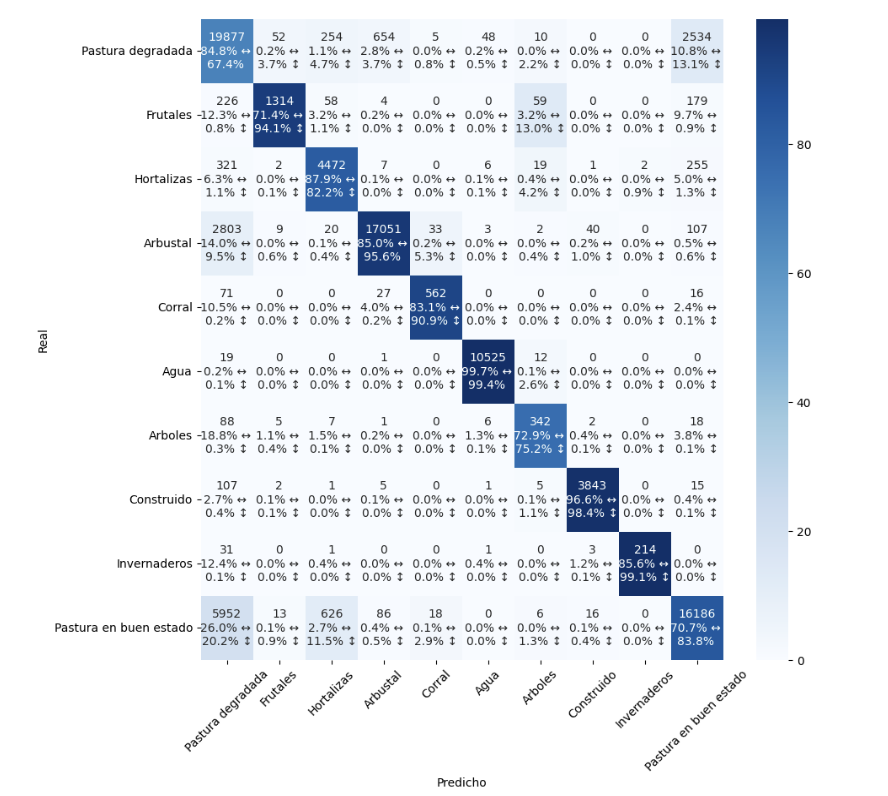 19877 52 254 654 5 48 10 0 0 2534
Pastura degradada 84.8% ↔ 0.2% ↔ 1.1% ↔ 2.8% ↔ 0.0% ↔ 0.2% ↔ 0.0% ↔ 0.0% ↔ 0.0% ↔ 10.8% ↔
67.4% 3.7% ↕ 4.7% ↕ 3.7% ↕ 0.8% ↕ 0.5% ↕ 2.2% ↕ 0.0% ↕ 0.0% ↕ 13.1% ↕
226 1314 58 4 0 0 59 0 0 179
Frutales 12.3% ↔ 71.4% ↔ 3.2% ↔ 0.2% ↔ 0.0% ↔ 0.0% ↔ 3.2% ↔ 0.0% ↔ 0.0% ↔ 9.7% ↔
0.8% ↕ 94.1% ↕ 1.1% ↕ 0.0% ↕ 0.0% ↕ 0.0% ↕ 13.0% ↕ 0.0% ↕ 0.0% ↕ 0.9% ↕
80
321 2 4472 7 0 6 19 1 2 255
Hortalizas 6.3% ↔ 0.0% ↔ 87.9% ↔ 0.1% ↔ 0.0% ↔ 0.1% ↔ 0.4% ↔ 0.0% ↔ 0.0% ↔ 5.0% ↔
1.1% ↕ 0.1% ↕ 82.2% ↕ 0.0% ↕ 0.0% ↕ 0.1% ↕ 4.2% ↕ 0.0% ↕ 0.9% ↕ 1.3% ↕
2803 9 20 17051 33 3 2 40 0 107
Arbustal 14.0% ↔ 0.0% ↔ 0.1% ↔ 85.0% ↔ 0.2% ↔ 0.0% ↔ 0.0% ↔ 0.2% ↔ 0.0% ↔ 0.5% ↔
9.5% ↕ 0.6% ↕ 0.4% ↕ 95.6% 5.3% ↕ 0.0% ↕ 0.4% ↕ 1.0% ↕ 0.0% ↕ 0.6% ↕
60
71 0 0 27 562 0 0 0 0 16
Corral 10.5% ↔ 0.0% ↔ 0.0% ↔ 4.0% ↔ 83.1% ↔ 0.0% ↔ 0.0% ↔ 0.0% ↔ 0.0% ↔ 2.4% ↔
0.2% ↕ 0.0% ↕ 0.0% ↕ 0.2% ↕ 90.9% ↕ 0.0% ↕ 0.0% ↕ 0.0% ↕ 0.0% ↕ 0.1% ↕
Real
19 0 0 1 0 10525 12 0 0 0
Agua 0.2% ↔ 0.0% ↔ 0.0% ↔ 0.0% ↔ 0.0% ↔ 99.7% ↔ 0.1% ↔ 0.0% ↔ 0.0% ↔ 0.0% ↔
0.1% ↕ 0.0% ↕ 0.0% ↕ 0.0% ↕ 0.0% ↕ 99.4% 2.6% ↕ 0.0% ↕ 0.0% ↕ 0.0% ↕
40
88 5 7 1 0 6 342 2 0 18
Arboles 18.8% ↔ 1.1% ↔ 1.5% ↔ 0.2% ↔ 0.0% ↔ 1.3% ↔ 72.9% ↔ 0.4% ↔ 0.0% ↔ 3.8% ↔
0.3% ↕ 0.4% ↕ 0.1% ↕ 0.0% ↕ 0.0% ↕ 0.1% ↕ 75.2% ↕ 0.1% ↕ 0.0% ↕ 0.1% ↕
107 2 1 5 0 1 5 3843 0 15
Construido 2.7% ↔ 0.1% ↔ 0.0% ↔ 0.1% ↔ 0.0% ↔ 0.0% ↔ 0.1% ↔ 96.6% ↔ 0.0% ↔ 0.4% ↔
0.4% ↕ 0.1% ↕ 0.0% ↕ 0.0% ↕ 0.0% ↕ 0.0% ↕ 1.1% ↕ 98.4% ↕ 0.0% ↕ 0.1% ↕
20
31 0 1 0 0 1 0 3 214 0
Invernaderos 12.4% ↔ 0.0% ↔ 0.4% ↔ 0.0% ↔ 0.0% ↔ 0.4% ↔ 0.0% ↔ 1.2% ↔ 85.6% ↔ 0.0% ↔
0.1% ↕ 0.0% ↕ 0.0% ↕ 0.0% ↕ 0.0% ↕ 0.0% ↕ 0.0% ↕ 0.1% ↕ 99.1% ↕ 0.0% ↕
5952 13 626 86 18 0 6 16 0 16186
Pastura en buen estado 26.0% ↔ 0.1% ↔ 2.7% ↔ 0.4% ↔ 0.1% ↔ 0.0% ↔ 0.0% ↔ 0.1% ↔ 0.0% ↔ 70.7% ↔
20.2% ↕ 0.9% ↕ 11.5% ↕ 0.5% ↕ 2.9% ↕ 0.0% ↕ 1.3% ↕ 0.4% ↕ 0.0% ↕ 83.8%
0
Pastura degradada
Frutales
Hortalizas
Arbustal
Corral
Agua
Arboles
Construido
Invernaderos
Pastura en buen estado
Predicho